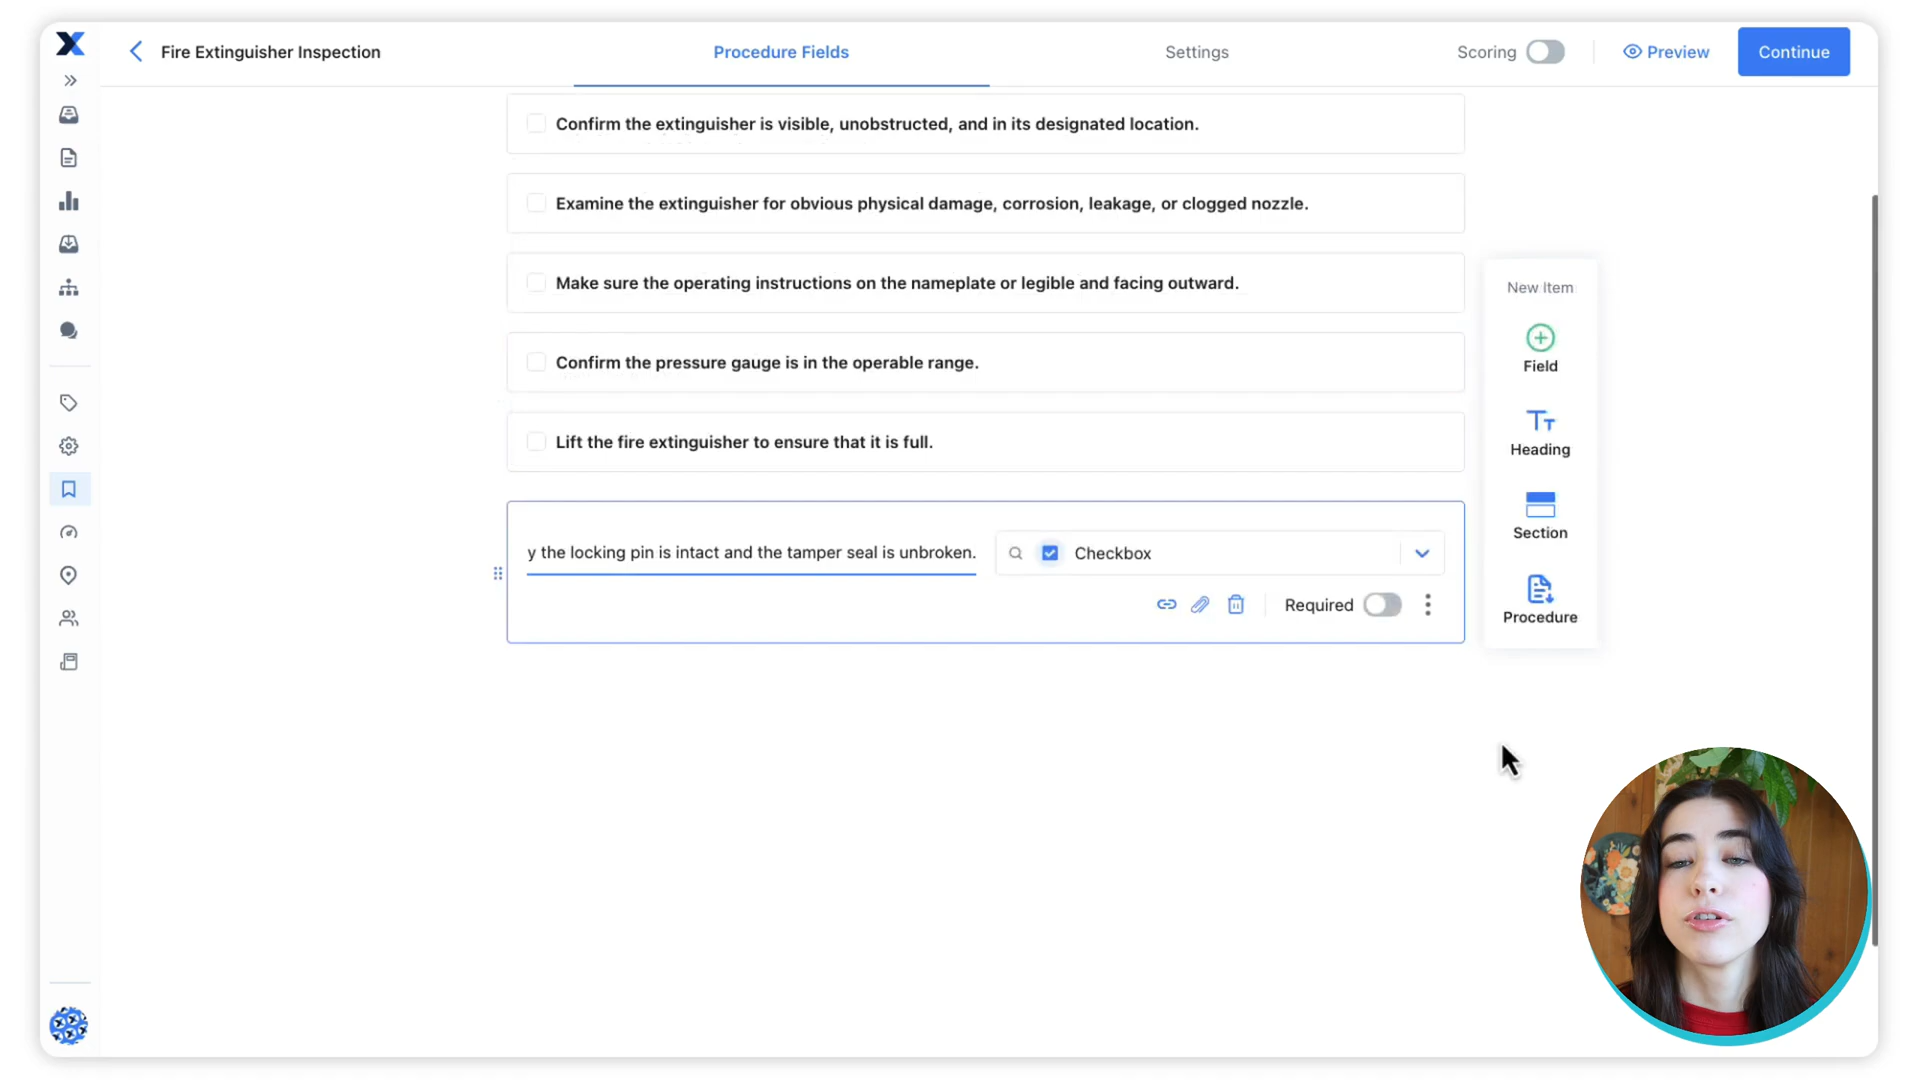 Fire Extinguisher Inspection
Procedure Fields
Settings
Scoring
Preview
Continue
Confirm the extinguisher is visible, unobstructed, and in its designated location.
Examine the extinguisher for obvious physical damage, corrosion, leakage, or clogged nozzle.
Make sure the operating instructions on the nameplate or legible and facing outward.
Confirm the pressure gauge is in the operable range.
Lift the fire extinguisher to ensure that it is full.
y the locking pin is intact and the tamper seal is unbroken.
Checkbox
Required
New Item
Field
Heading
Section
Procedure